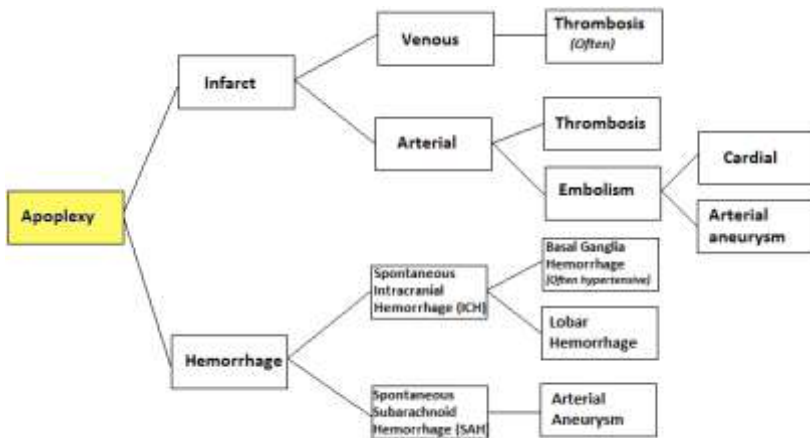 Apoplexy
Infarct
Venous
Thrombosis
(Often)
Arterial
Thrombosis
Embolism
Cardial
Arterial
aneurysm
Hemorrhage
Spontaneous
Intracranial
Hemorrhage (ICH)
Basal Ganglia
Hemorrhage
(Often hypertensive)
Lobar
Hemorrhage
Spontaneous
Subarachnoid
Hemorrhage (SAH)
Arterial
Aneurysm